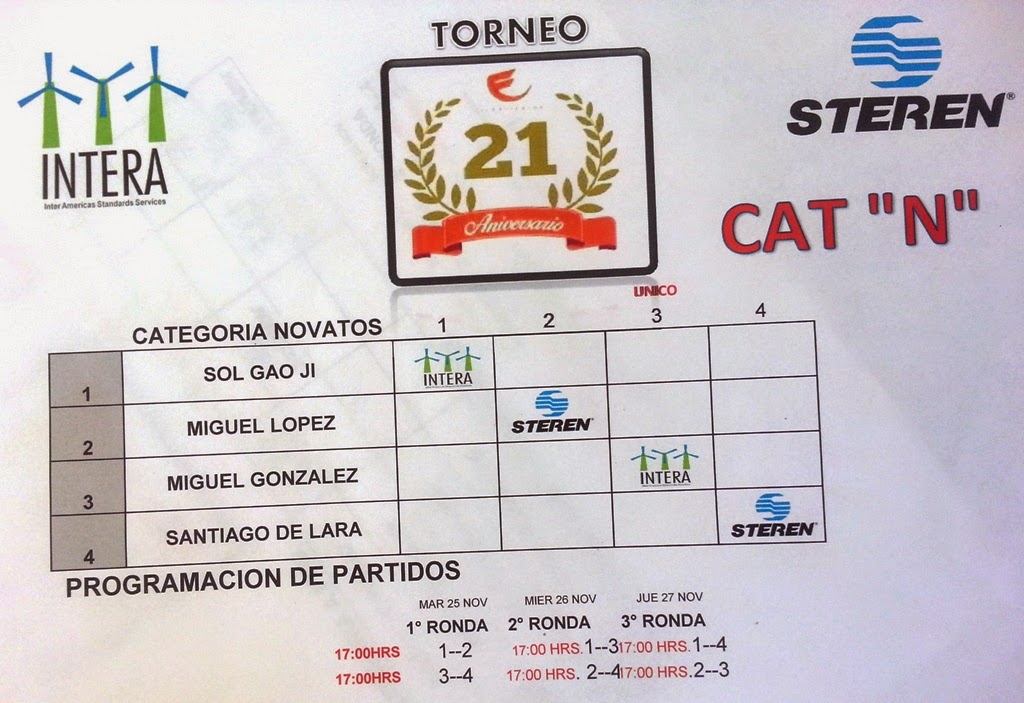 TORNEO
INTERA
Inter Americas Standards Services
21
Aniversario
STEREN®
CAT "N"
UNICO
CATEGORIA NOVATOS 1 2 3 4
1 SOL GAO JI INTERA
2 MIGUEL LOPEZ STEREN
3 MIGUEL GONZALEZ INTERA
4 SANTIAGO DE LARA STEREN
PROGRAMACION DE PARTIDOS
MAR 25 NOV MIER 26 NOV JUE 27 NOV
1° RONDA 2° RONDA 3° RONDA
17:00HRS 1--2 17:00 HRS. 1--3 17:00 HRS. 1--4
17:00HRS 3--4 17:00 HRS. 2--4 17:00 HRS. 2--3